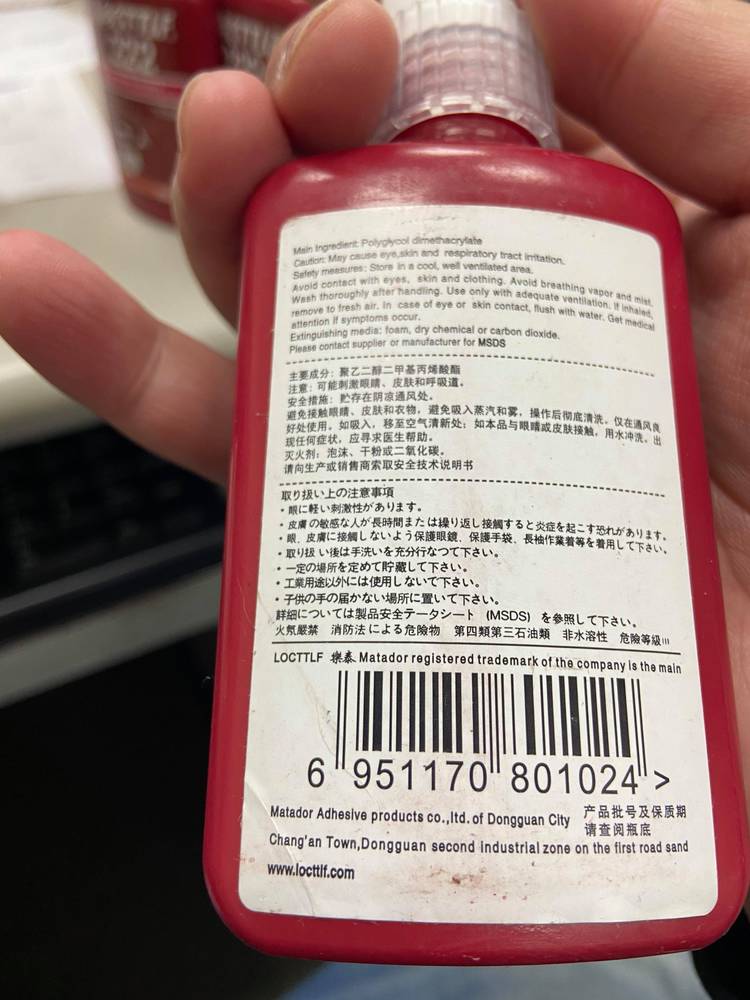 LOCTTLF
222
Main Ingredient: Polyglycol dimethacrylate
Caution: May cause eye,skin and respiratory tract irritation.
Safety measures: Store in a cool, well ventilated area.
Avoid contact with eyes, skin and clothing. Avoid breathing vapor and mist.
Wash thoroughly after handling. Use only with adequate ventilation. If inhaled,
remove to fresh air. In case of eye or skin contact, flush with water. Get medical
attention if symptoms occur.
Extinguishing media: foam, dry chemical or carbon dioxide.
Please contact supplier or manufacturer for MSDS
主要成分：聚乙二醇二甲基丙烯酸酯
注意：可能刺激眼睛、皮肤和呼吸道。
安全措施：贮存在阴凉通风处。
避免接触眼睛、皮肤和衣物，避免吸入蒸汽和雾，操作后彻底清洗。仅在通风良
好处使用。如吸入，移至空气清新处；如本品与眼睛或皮肤接触，用水冲洗。出
现任何症状，应寻求医生帮助。
灭火剂：泡沫、干粉或二氧化碳。
请向生产或销售商索取安全技术说明书
取り扱い上の注意事項
・眼に軽い刺激性があります。
・皮膚の敏感な人が長時間または繰り返し接触すると炎症を起こす恐れがあります。
・眼、皮膚に接触しないよう保護眼鏡、保護手袋、長袖作業着等を着用して下さい。
・取り扱い後は手洗いを充分行なつて下さい。
・一定の場所を定めて貯蔵して下さい。
・工業用途以外には使用しないで下さい。
・子供の手の届かない場所に置いて下さい。
詳細については製品安全テータシート (MSDS) を参照して下さい。
火気厳禁 消防法による危険物 第四類第三石油類 非水溶性 危険等級III
LOCTTLF 樂泰 Matador registered trademark of the company is the main
6 951170 801024 >
Matador Adhesive products co.,ltd. of Dongguan City
产品批号及保质期
请查阅瓶底
Chang'an Town,Dongguan second industrial zone on the first road sand
www.locttlf.com